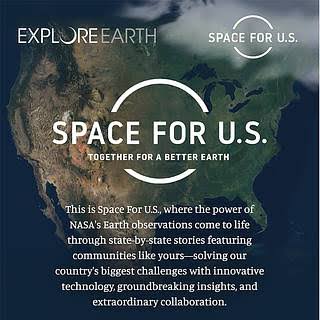 EXPLORE EARTH
SPACE FOR U.S.
SPACE FOR U.S.
TOGETHER FOR A BETTER EARTH
This is Space For U.S., where the power of
NASA's Earth observations come to life
through state-by-state stories featuring
communities like yours—solving our
country's biggest challenges with innovative
technology, groundbreaking insights, and
extraordinary collaboration.